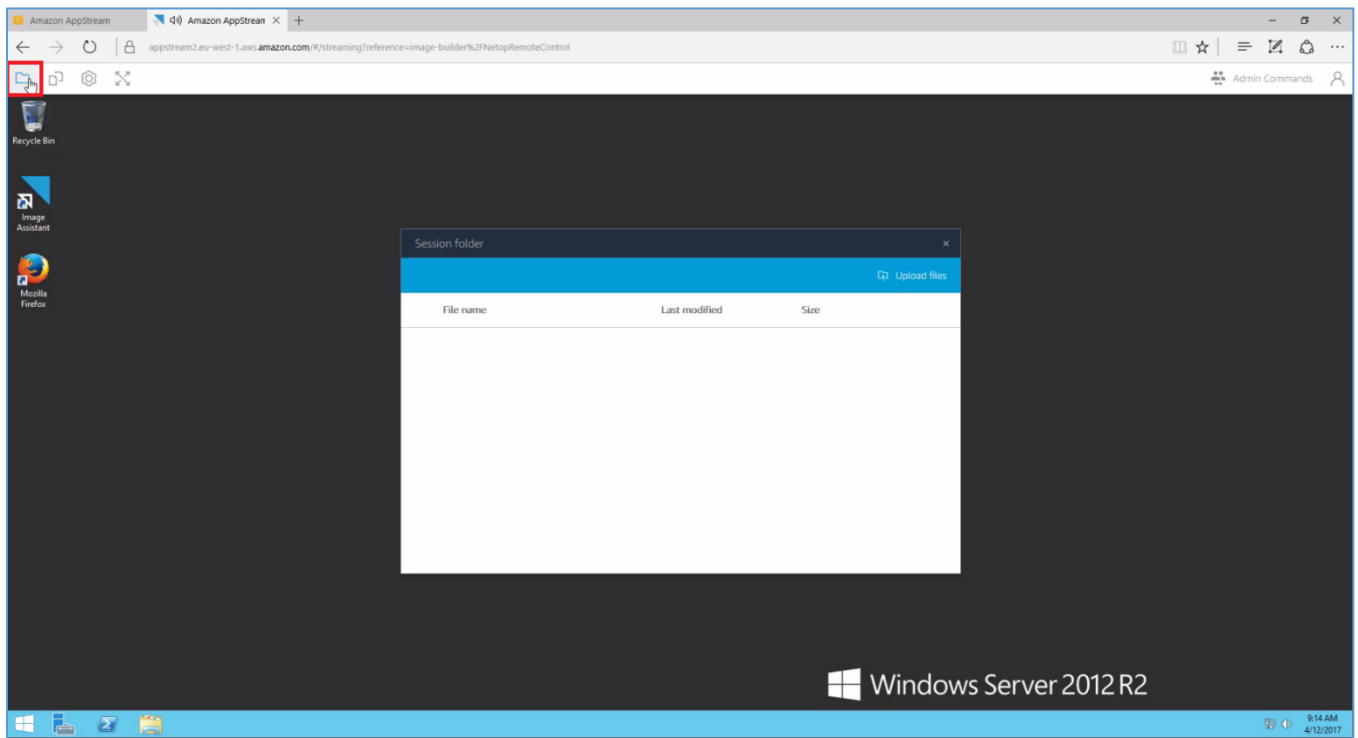 Amazon AppStream
Amazon AppStream
appstream2.eu-west-1.aws.amazon.com/#/streaming?reference=image-builder%2FNetopRemoteControl
Admin Commands
Recycle Bin
Image
Assistant
Mozilla
Firefox
Session folder
Upload files
File name Last modified Size
Windows Server 2012 R2
9:14 AM
4/12/2017